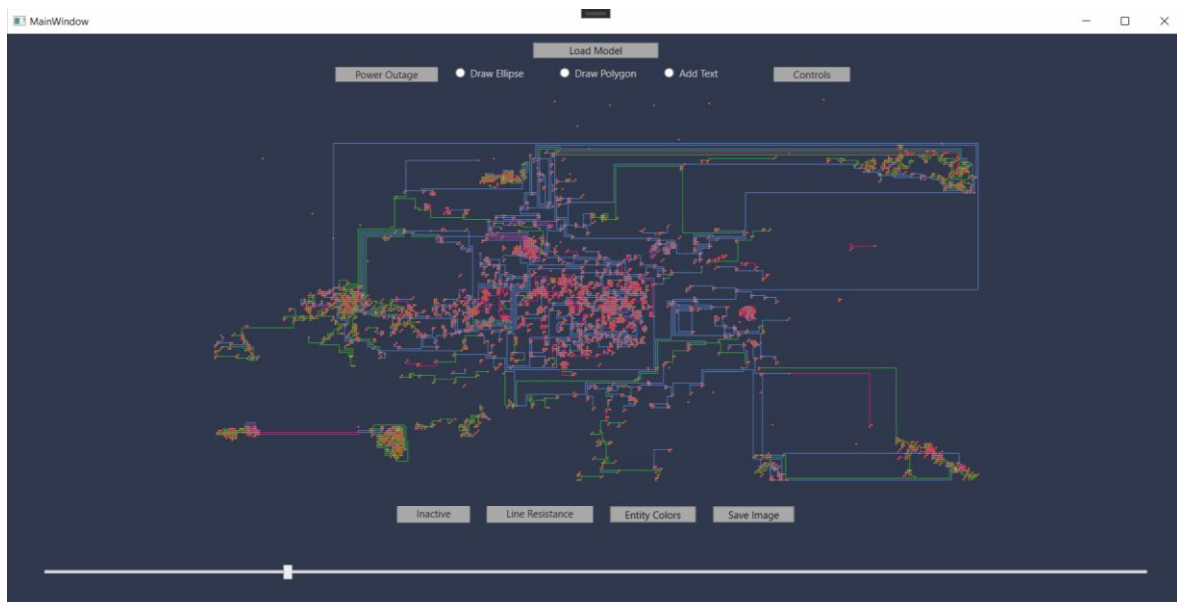 MainWindow
Load Model
Power Outage Draw Ellipse Draw Polygon Add Text Controls
Inactive Line Resistance Entity Colors Save Image